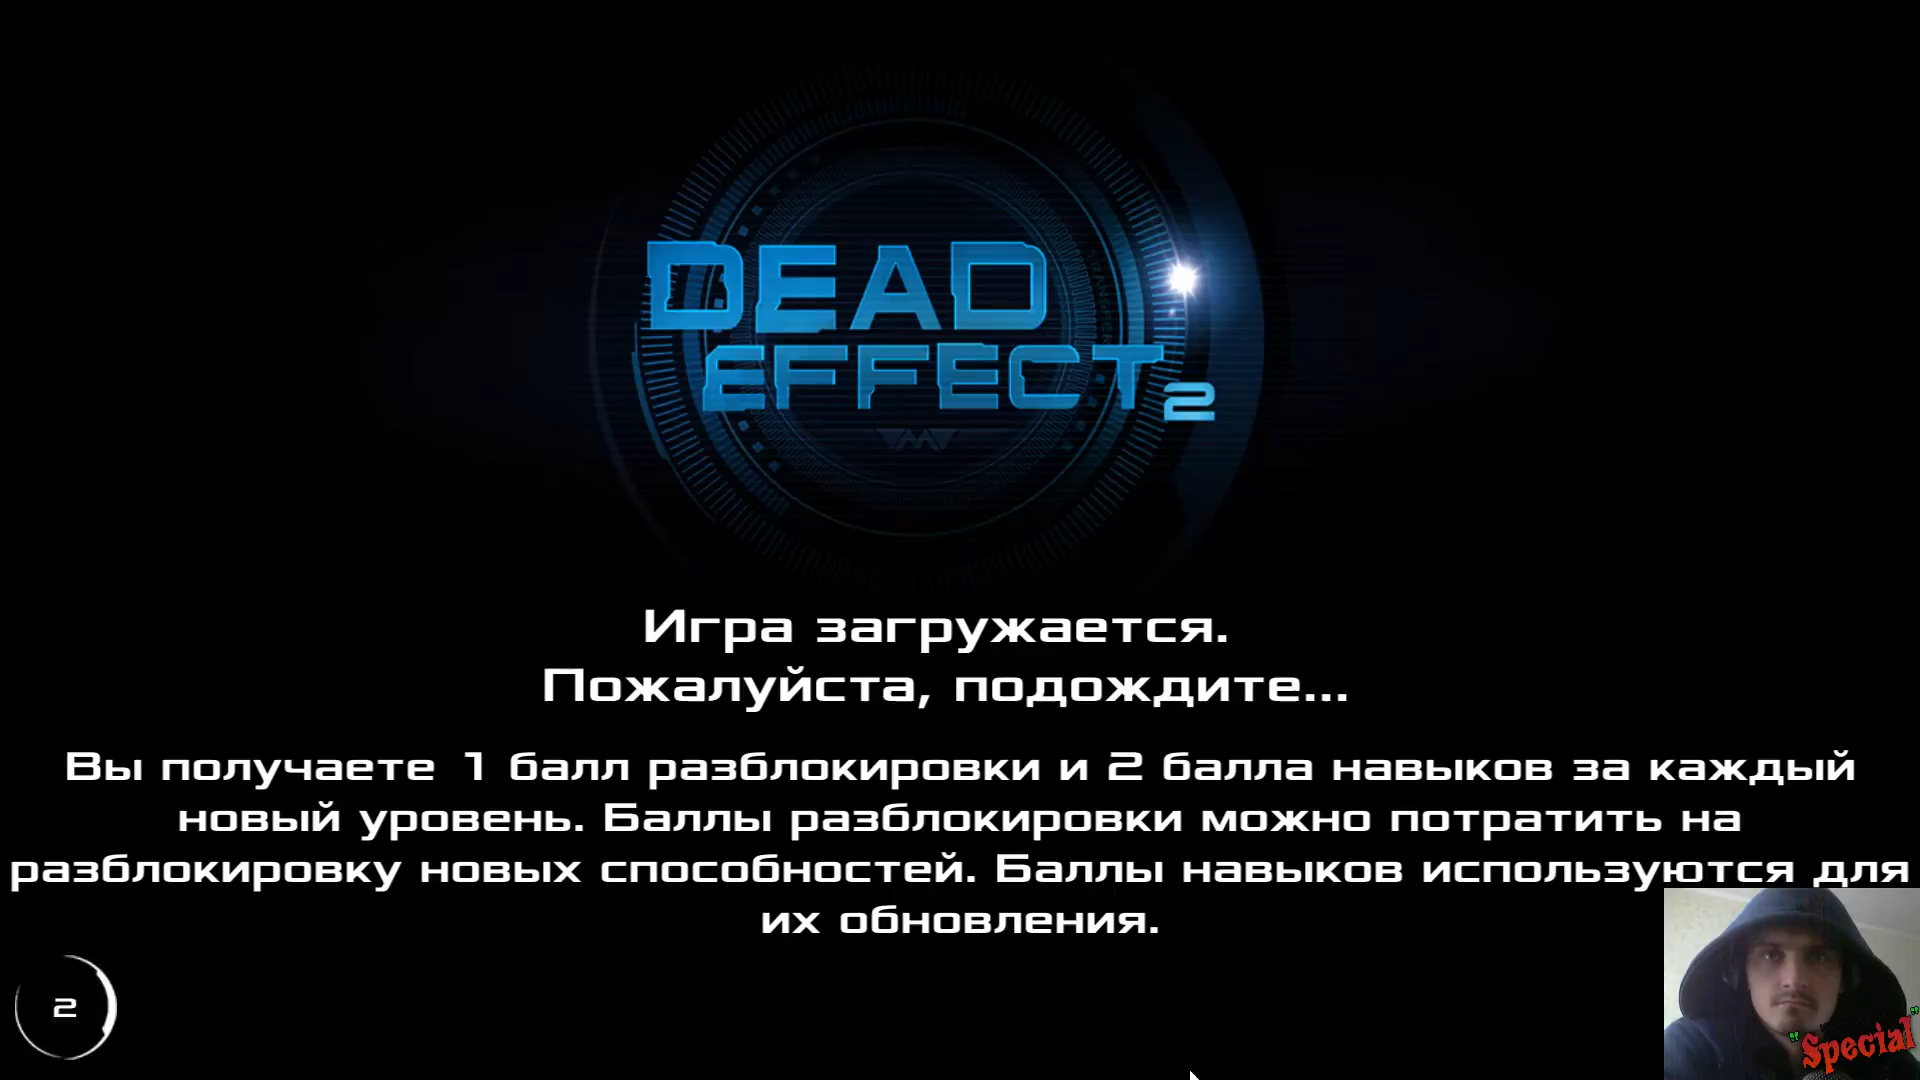 DEAD
EFFECT 2
Игра загружается.
Пожалуйста, подождите...
Вы получаете 1 балл разблокировки и 2 балла навыков за каждый
новый уровень. Баллы разблокировки можно потратить на
разблокировку новых способностей. Баллы навыков используются для
их обновления.
2
"Special"